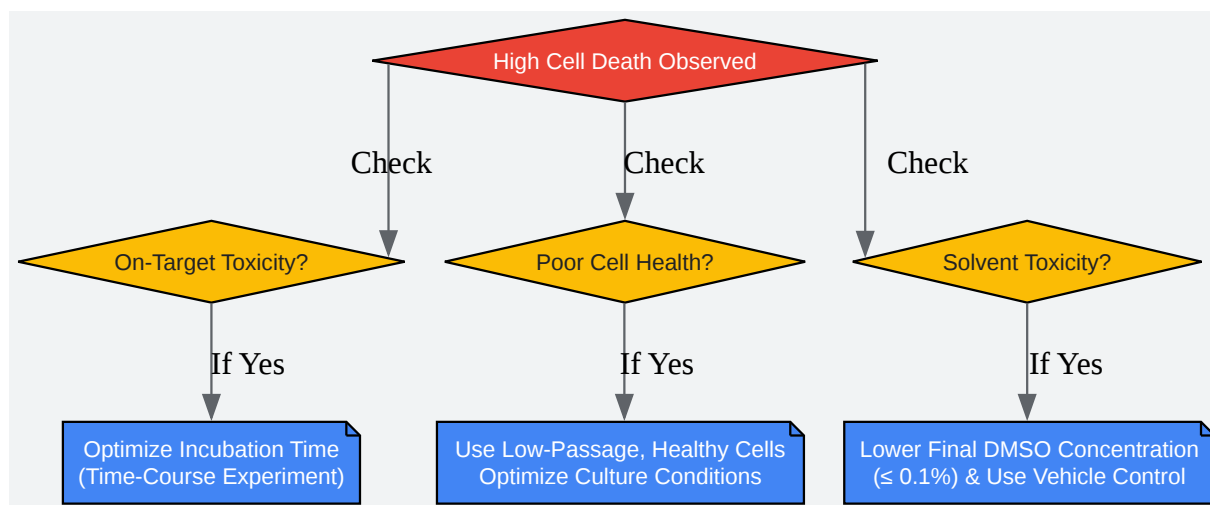 High Cell Death Observed
Check
Check
Check
On-Target Toxicity?
Poor Cell Health?
Solvent Toxicity?
If Yes
If Yes
If Yes
Optimize Incubation Time
(Time-Course Experiment)
Use Low-Passage, Healthy Cells
Optimize Culture Conditions
Lower Final DMSO Concentration
(≤ 0.1%) & Use Vehicle Control